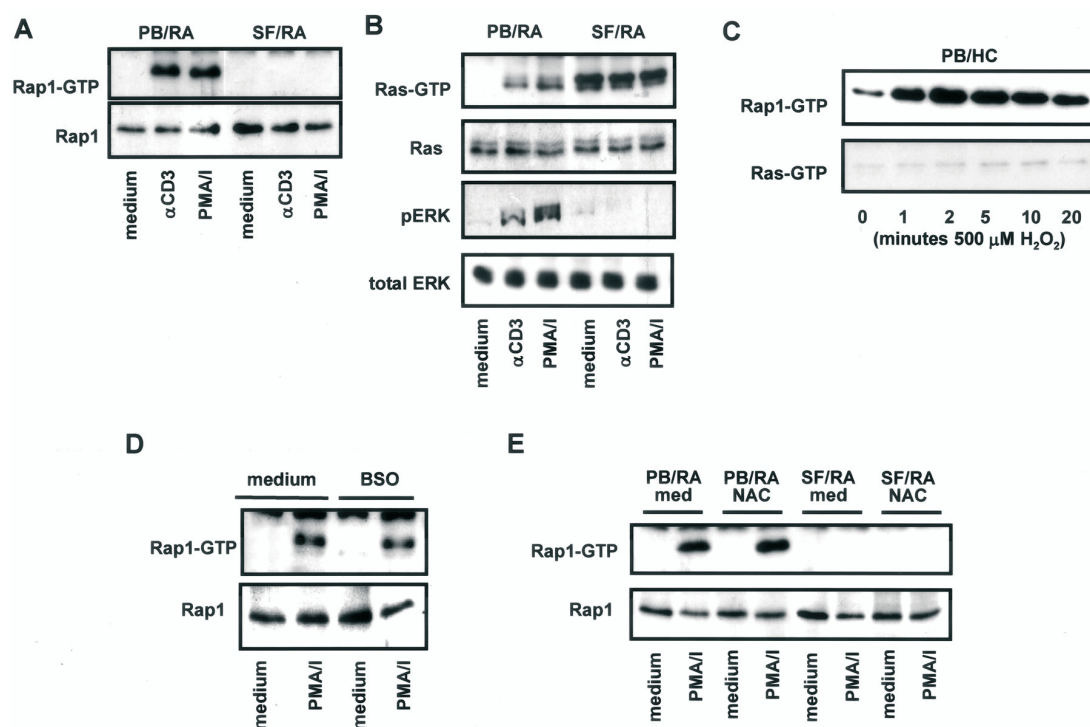 A
PB/RA SF/RA
Rap1-GTP
Rap1
medium αCD3 PMA/I medium αCD3 PMA/I
B
PB/RA SF/RA
Ras-GTP
Ras
pERK
total ERK
medium αCD3 PMA/I medium αCD3 PMA/I
C
PB/HC
Rap1-GTP
Ras-GTP
0 1 2 5 10 20
(minutes 500 μM H₂O₂)
D
medium BSO
Rap1-GTP
Rap1
medium PMA/I medium PMA/I
E
PB/RA PB/RA SF/RA SF/RA
med NAC med NAC
Rap1-GTP
Rap1
medium PMA/I medium PMA/I medium PMA/I medium PMA/I